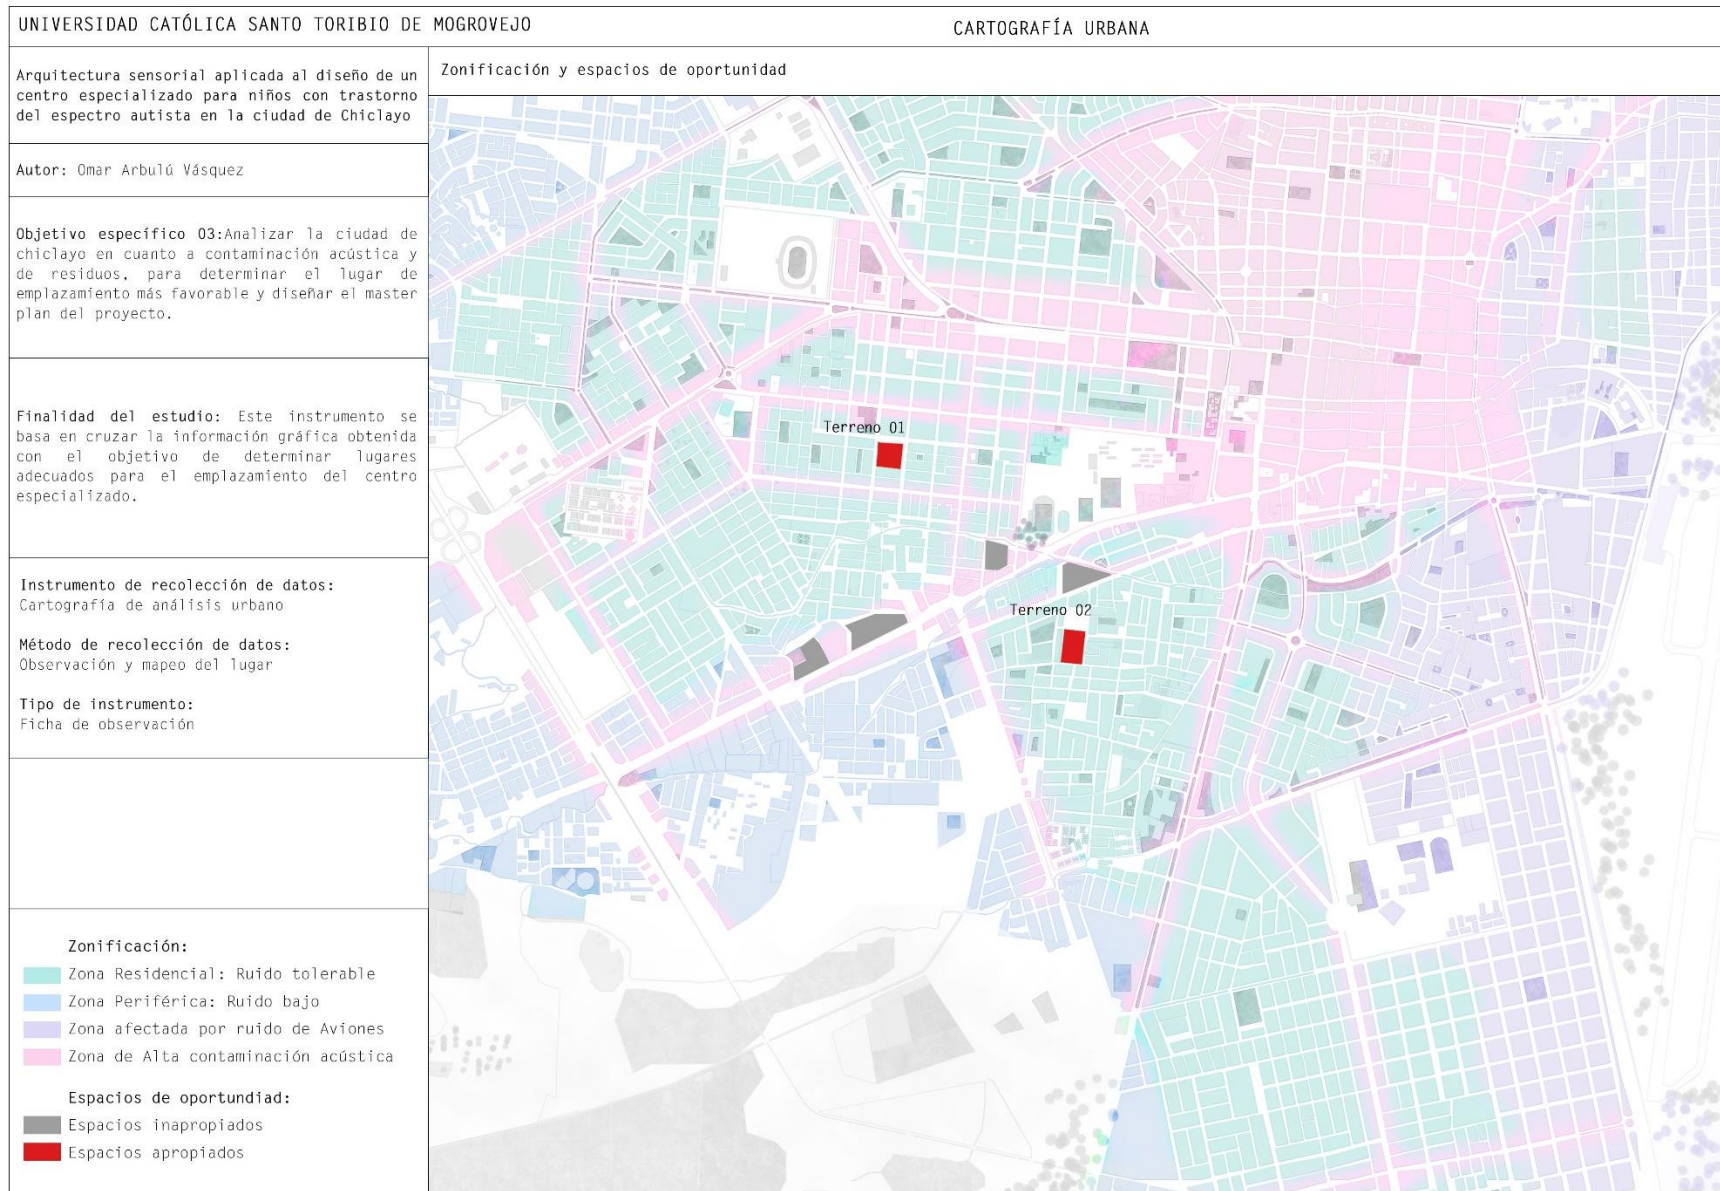 UNIVERSIDAD CATÓLICA SANTO TORIBIO DE MOGROVEJO
CARTOGRAFÍA URBANA
Arquitectura sensorial aplicada al diseño de un
centro especializado para niños con trastorno
del espectro autista en la ciudad de Chiclayo
Zonificación y espacios de oportunidad
Autor: Omar Arbulú Vásquez
Objetivo específico 03:Analizar la ciudad de
chiclayo en cuanto a contaminación acústica y
de residuos, para determinar el lugar de
emplazamiento más favorable y diseñar el master
plan del proyecto.
Finalidad del estudio: Este instrumento se
basa en cruzar la información gráfica obtenida
con el objetivo de determinar lugares
adecuados para el emplazamiento del centro
especializado.
Instrumento de recolección de datos:
Cartografía de análisis urbano
Método de recolección de datos:
Observación y mapeo del lugar
Tipo de instrumento:
Ficha de observación
Zonificación:
Zona Residencial: Ruido tolerable
Zona Periférica: Ruido bajo
Zona afectada por ruido de Aviones
Zona de Alta contaminación acústica
Espacios de oportundiad:
Espacios inapropiados
Espacios apropiados
Terreno 01
Terreno 02